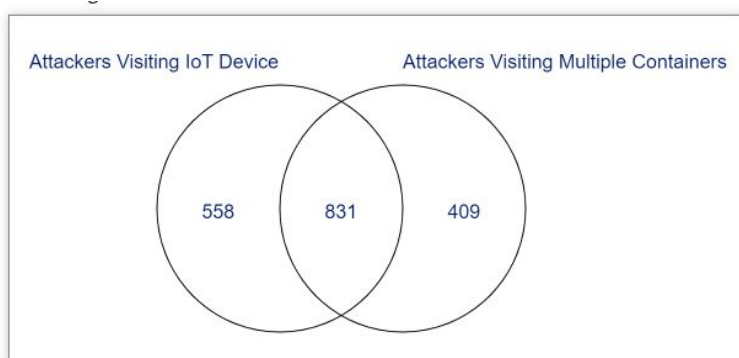 Attackers Visiting IoT Device
Attackers Visiting Multiple Containers
558
831
409